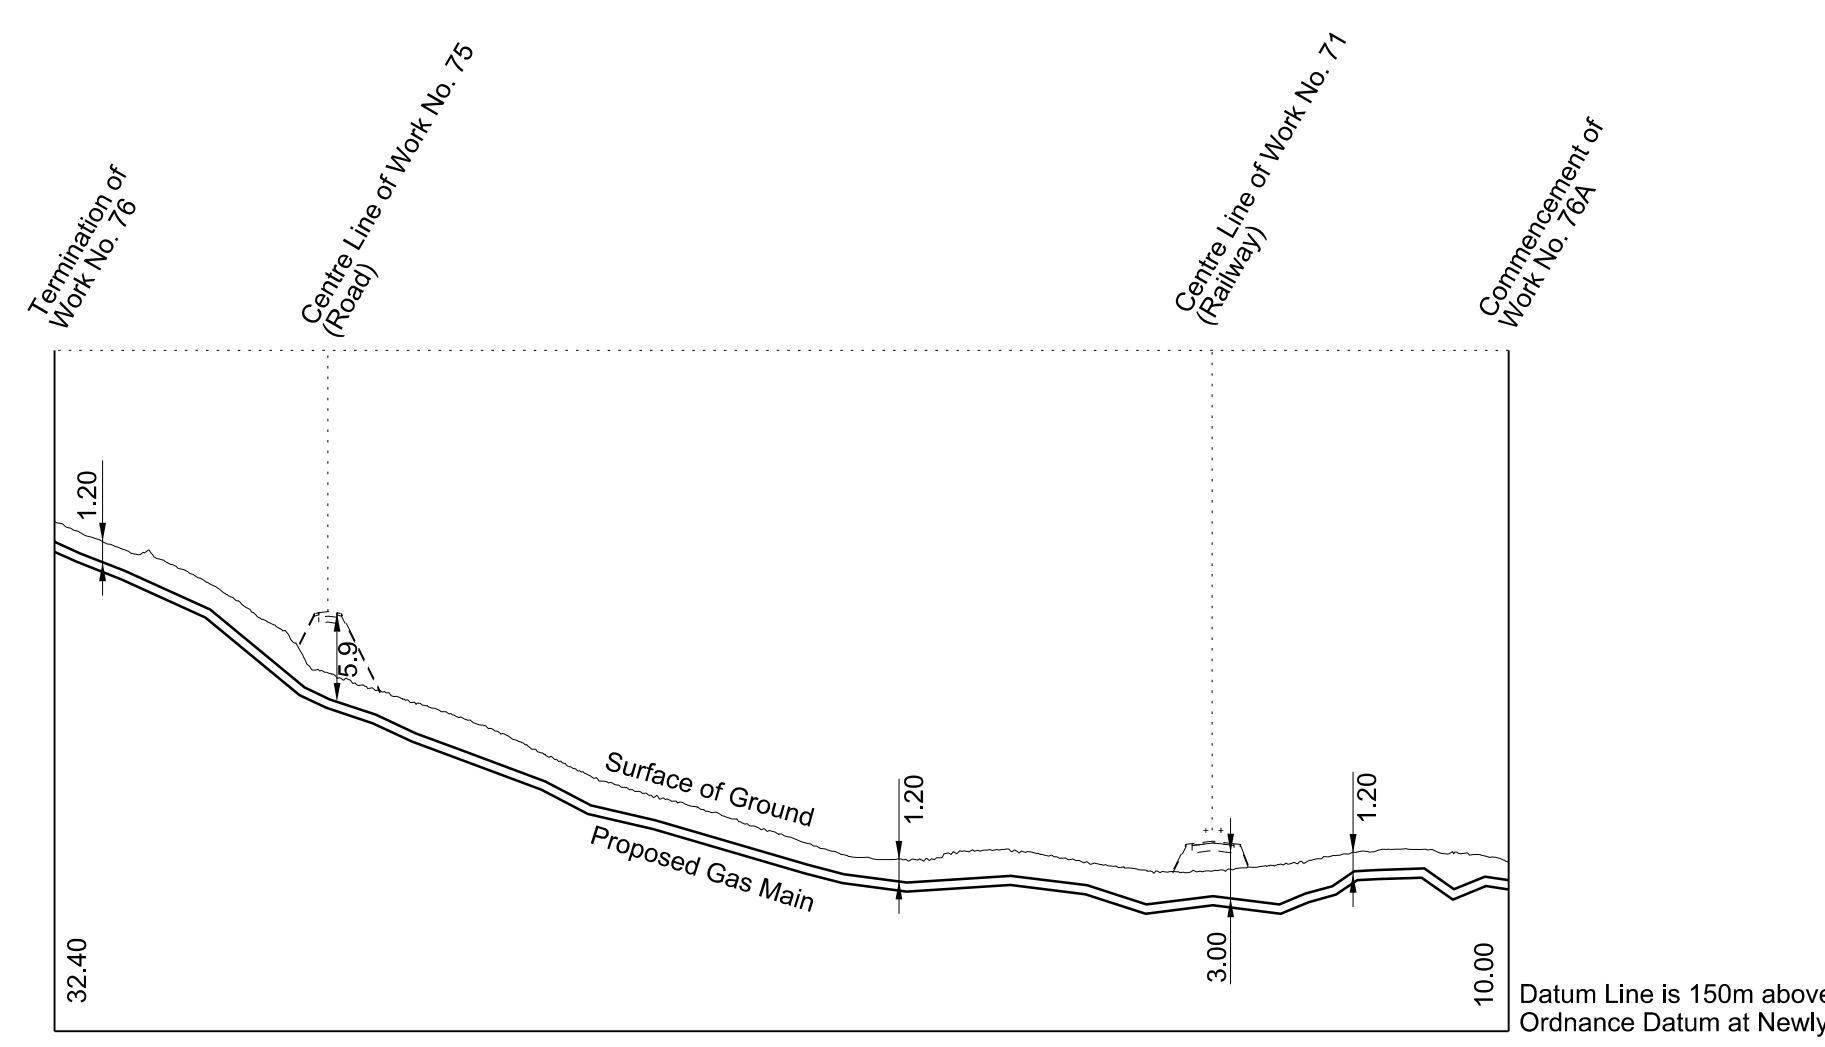 Termination of
Work No. 76
Centre Line of Work No. 75
(Road)
Centre Line of Work No. 71
(Railway)
Commencement of
Work No. 76A
1.20
5.9
Surface of Ground
Proposed Gas Main
1.20
3.00
1.20
32.40
10.00
Datum Line is 150m above
Ordnance Datum at Newly